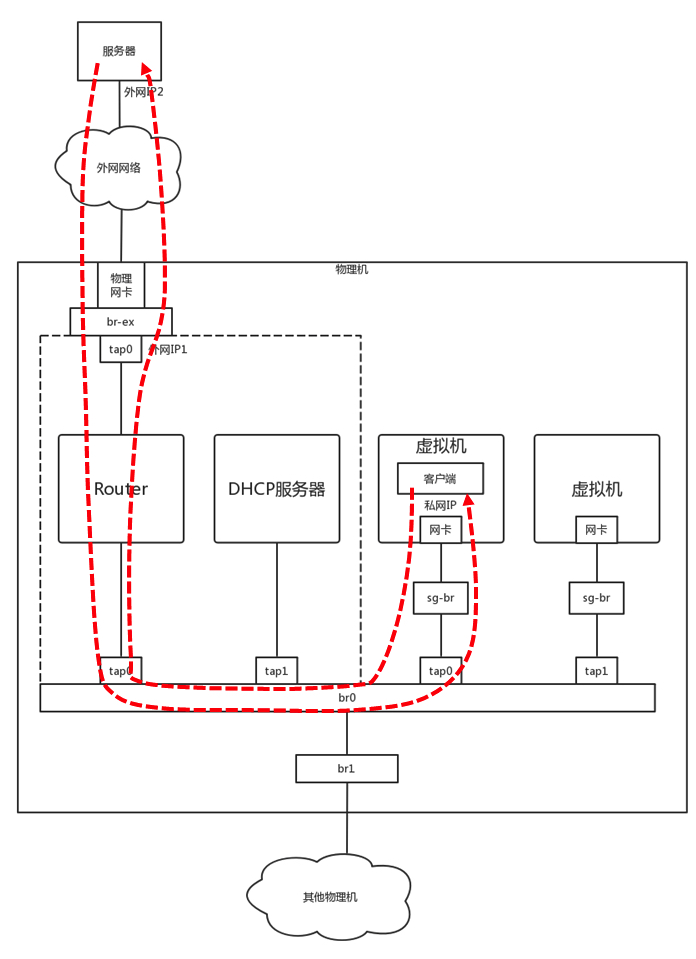 服务器
外网IP2
外网网络
物理机
物理
网卡
br-ex
tap0
外网IP1
Router
DHCP服务器
虚拟机
客户端
私网IP
网卡
虚拟机
网卡
sg-br
sg-br
tap0
tap1
tap0
tap1
br0
br1
其他物理机